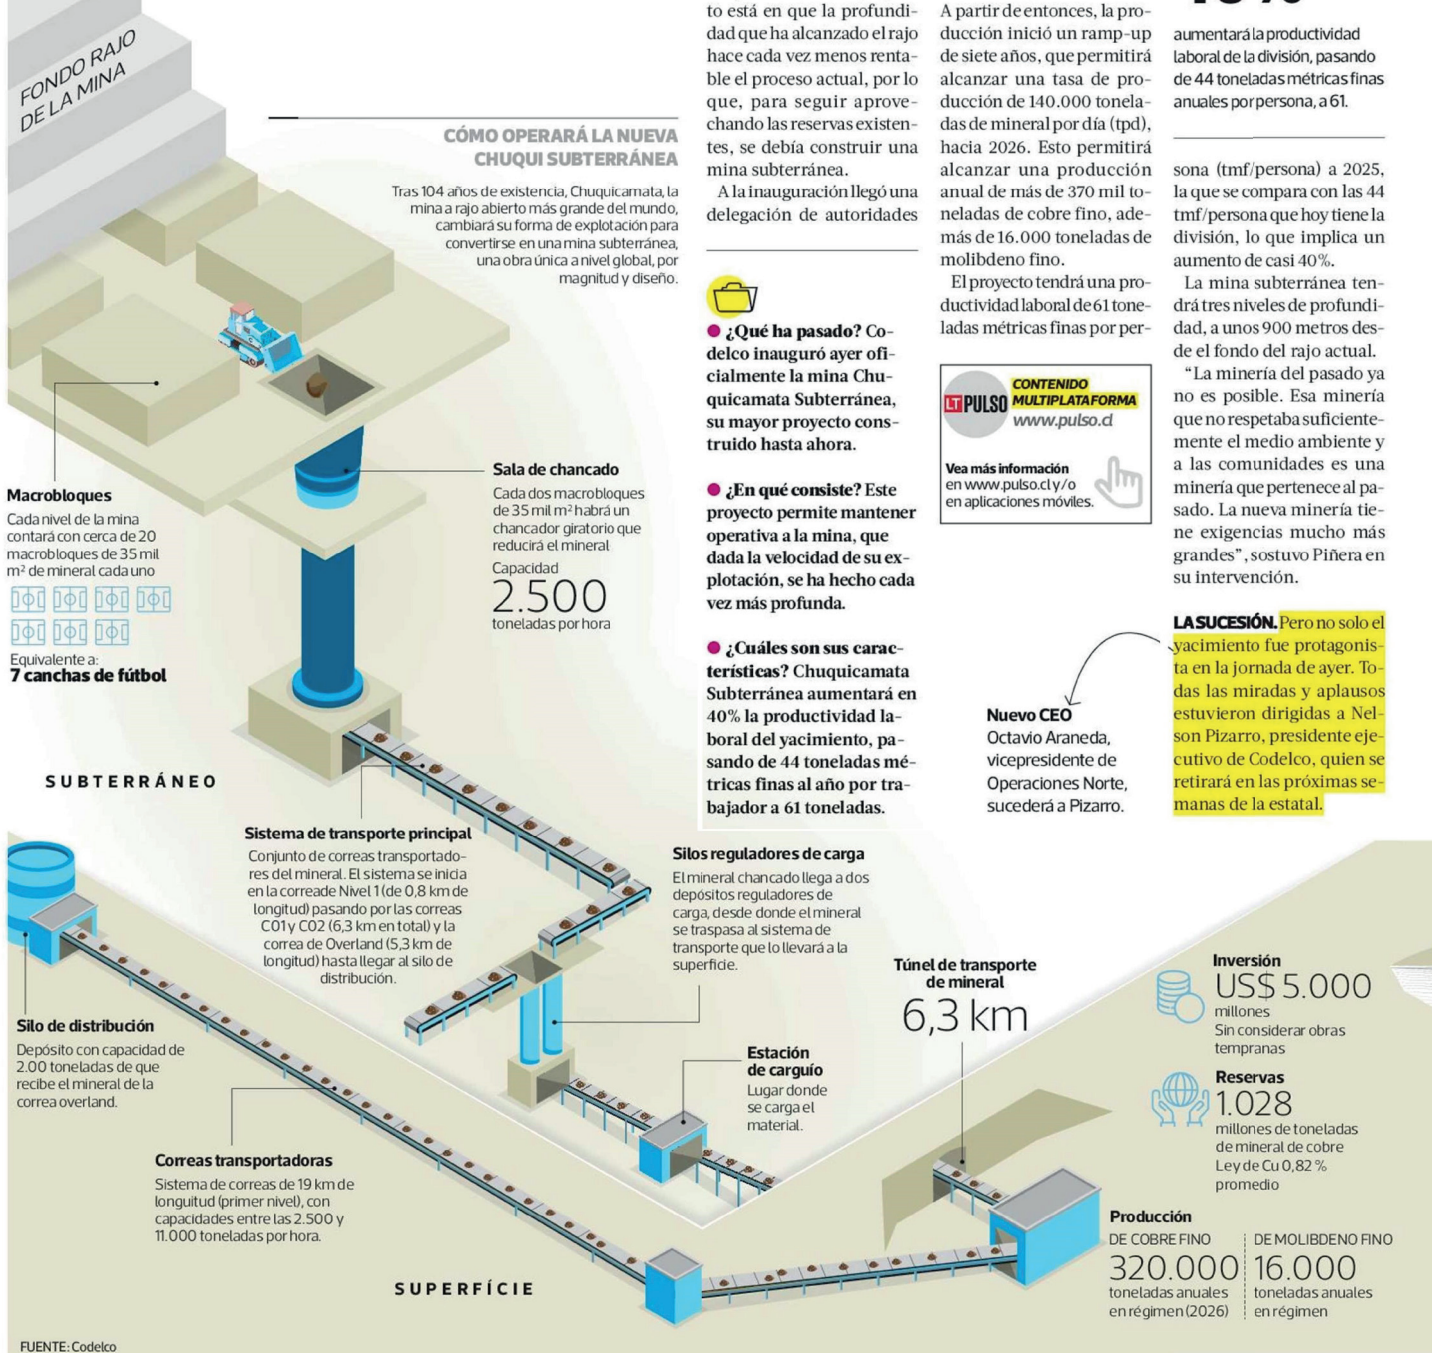 FONDO RAJO
DE LA MINA
CÓMO OPERARÁ LA NUEVA
CHUQUI SUBTERRÁNEA
Tras 104 años de existencia, Chuquicamata, la
mina a rajo abierto más grande del mundo,
cambiará su forma de explotación para
convertirse en una mina subterránea,
una obra única a nivel global, por
magnitud y diseño.
Macrobloques
Cada nivel de la mina
contará con cerca de 20
macrobloques de 35 mil
m² de mineral cada uno
Equivalente a:
7 canchas de fútbol
Sala de chancado
Cada dos macrobloques
de 35 mil m² habrá un
chancador giratorio que
reducirá el mineral
Capacidad
2.500
toneladas por hora
SUBTERRÁNEO
Sistema de transporte principal
Conjunto de correas transportado-
res del mineral. El sistema se inicia
en la correade Nivel 1 (de 0,8 km de
longitud) pasando por las correas
C01 y C02 (6,3 km en total) y la
correa de Overland (5,3 km de
longitud) hasta llegar al silo de
distribución.
Silos reguladores de carga
El mineral chancado llega a dos
depósitos reguladores de
carga, desde donde el mineral
se traspasa al sistema de
transporte que lo llevará a la
superficie.
Silo de distribución
Depósito con capacidad de
2.00 toneladas de que
recibe el mineral de la
correa overland.
Estación
de carguío
Lugar donde
se carga el
material.
Túnel de transporte
de mineral
6,3 km
Correas transportadoras
Sistema de correas de 19 km de
longuitud (primer nivel), con
capacidades entre las 2.500 y
11.000 toneladas por hora.
SUPERFÍCIE
Inversión
US$ 5.000
millones
Sin considerar obras
tempranas
Reservas
1.028
millones de toneladas
de mineral de cobre
Ley de Cu 0,82 %
promedio
Producción
DE COBRE FINO
320.000
toneladas anuales
en régimen (2026)
DE MOLIBDENO FINO
16.000
toneladas anuales
en régimen
FUENTE: Codelco
to está en que la profundi-
dad que ha alcanzado el rajo
hace cada vez menos renta-
ble el proceso actual, por lo
que, para seguir aprove-
chando las reservas existen-
tes, se debía construir una
mina subterránea.
A la inauguración llegó una
delegación de autoridades
¿Qué ha pasado? Co-
delco inauguró ayer ofi-
cialmente la mina Chu-
quicamata Subterránea,
su mayor proyecto cons-
truido hasta ahora.
¿En qué consiste? Este
proyecto permite mantener
operativa a la mina, que
dada la velocidad de su ex-
plotación, se ha hecho cada
vez más profunda.
¿Cuáles son sus carac-
terísticas? Chuquicamata
Subterránea aumentará en
40% la productividad la-
boral del yacimiento, pa-
sando de 44 toneladas mé-
tricas finas al año por tra-
bajador a 61 toneladas.
A partir de entonces, la pro-
ducción inició un ramp-up
de siete años, que permitirá
alcanzar una tasa de pro-
ducción de 140.000 tonela-
das de mineral por día (tpd),
hacia 2026. Esto permitirá
alcanzar una producción
anual de más de 370 mil to-
neladas de cobre fino, ade-
más de 16.000 toneladas de
molibdeno fino.
El proyecto tendrá una pro-
ductividad laboral de 61 tone-
ladas métricas finas por per-
LT PULSO
CONTENIDO
MULTIPLATAFORMA
www.pulso.cl
Vea más información
en www.pulso.cl y/o
en aplicaciones móviles.
Nuevo CEO
Octavio Araneda,
vicepresidente de
Operaciones Norte,
sucederá a Pizarro.
aumentará la productividad
laboral de la división, pasando
de 44 toneladas métricas finas
anuales por persona, a 61.
sona (tmf/persona) a 2025,
la que se compara con las 44
tmf/persona que hoy tiene la
división, lo que implica un
aumento de casi 40%.
La mina subterránea ten-
drá tres niveles de profundi-
dad, a unos 900 metros des-
de el fondo del rajo actual.
“La minería del pasado ya
no es posible. Esa minería
que no respetaba suficiente-
mente el medio ambiente y
a las comunidades es una
minería que pertenece al pa-
sado. La nueva minería tie-
ne exigencias mucho más
grandes”, sostuvo Piñera en
su intervención.
LA SUCESIÓN. Pero no solo el
yacimiento fue protagonis-
ta en la jornada de ayer. To-
das las miradas y aplausos
estuvieron dirigidas a Nel-
son Pizarro, presidente eje-
cutivo de Codelco, quien se
retirará en las próximas se-
manas de la estatal.